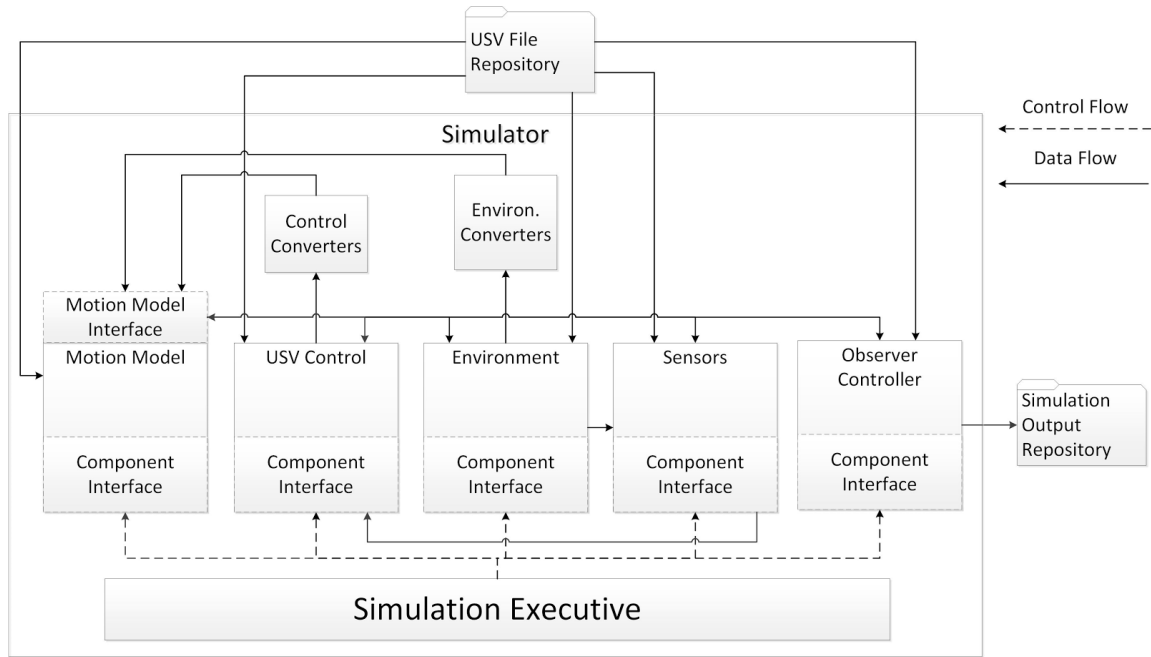 USV File
Repository
Control Flow
Data Flow
Simulator
Control
Converters
Environ.
Converters
Motion Model
Interface
Motion Model
USV Control
Environment
Sensors
Observer
Controller
Component
Interface
Component
Interface
Component
Interface
Component
Interface
Component
Interface
Simulation
Output
Repository
Simulation Executive